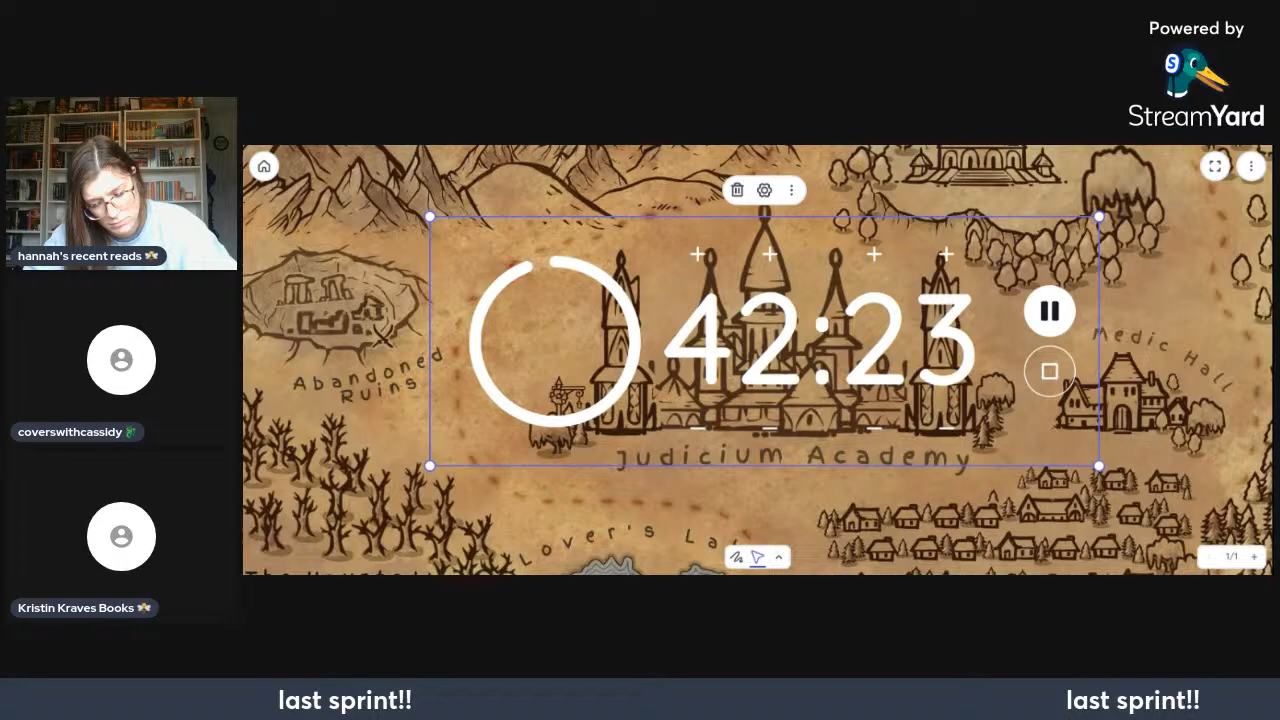 Powered by
StreamYard
hannah's recent reads
coverswithcassidy
Kristin Kraves Books
42:23
Abandoned
Ruins
Medic Hall
Judicium Academy
Lover's
1/1
last sprint!!
last sprint!!